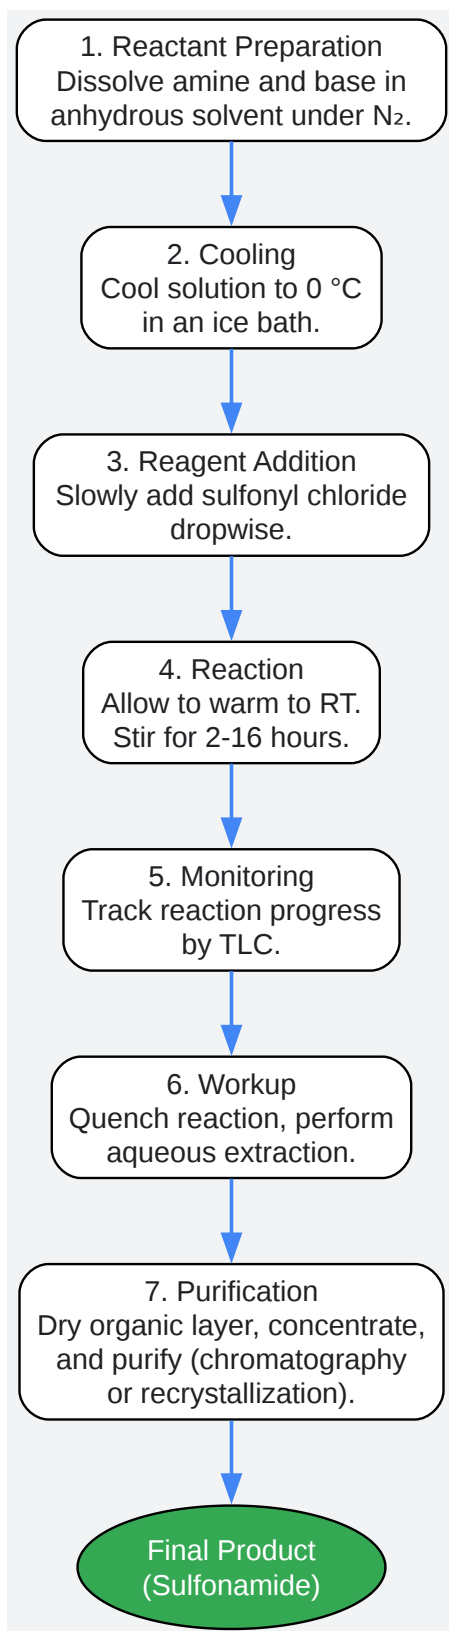 1. Reactant Preparation
Dissolve amine and base in
anhydrous solvent under N₂.
2. Cooling
Cool solution to 0 °C
in an ice bath.
3. Reagent Addition
Slowly add sulfonyl chloride
dropwise.
4. Reaction
Allow to warm to RT.
Stir for 2-16 hours.
5. Monitoring
Track reaction progress
by TLC.
6. Workup
Quench reaction, perform
aqueous extraction.
7. Purification
Dry organic layer, concentrate,
and purify (chromatography
or recrystallization).
Final Product
(Sulfonamide)